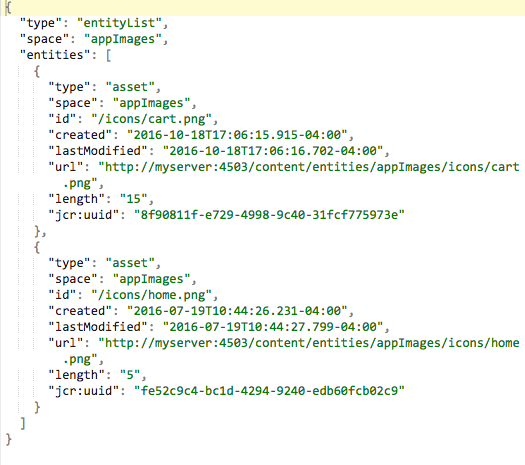 {
  "type": "entityList",
  "space": "appImages",
  "entities": [
    {
      "type": "asset",
      "space": "appImages",
      "id": "/icons/cart.png",
      "created": "2016-10-18T17:06:15.915-04:00",
      "lastModified": "2016-10-18T17:06:16.702-04:00",
      "url": "http://myserver:4503/content/entities/appImages/icons/cart
        .png",
      "length": "15",
      "jcr:uuid": "8f90811f-e729-4998-9c40-31fcf775973e"
    },
    {
      "type": "asset",
      "space": "appImages",
      "id": "/icons/home.png",
      "created": "2016-07-19T10:44:26.231-04:00",
      "lastModified": "2016-07-19T10:44:27.799-04:00",
      "url": "http://myserver:4503/content/entities/appImages/icons/home
        .png",
      "length": "5",
      "jcr:uuid": "fe52c9c4-bc1d-4294-9240-edb60fcb02c9"
    }
  ]
}